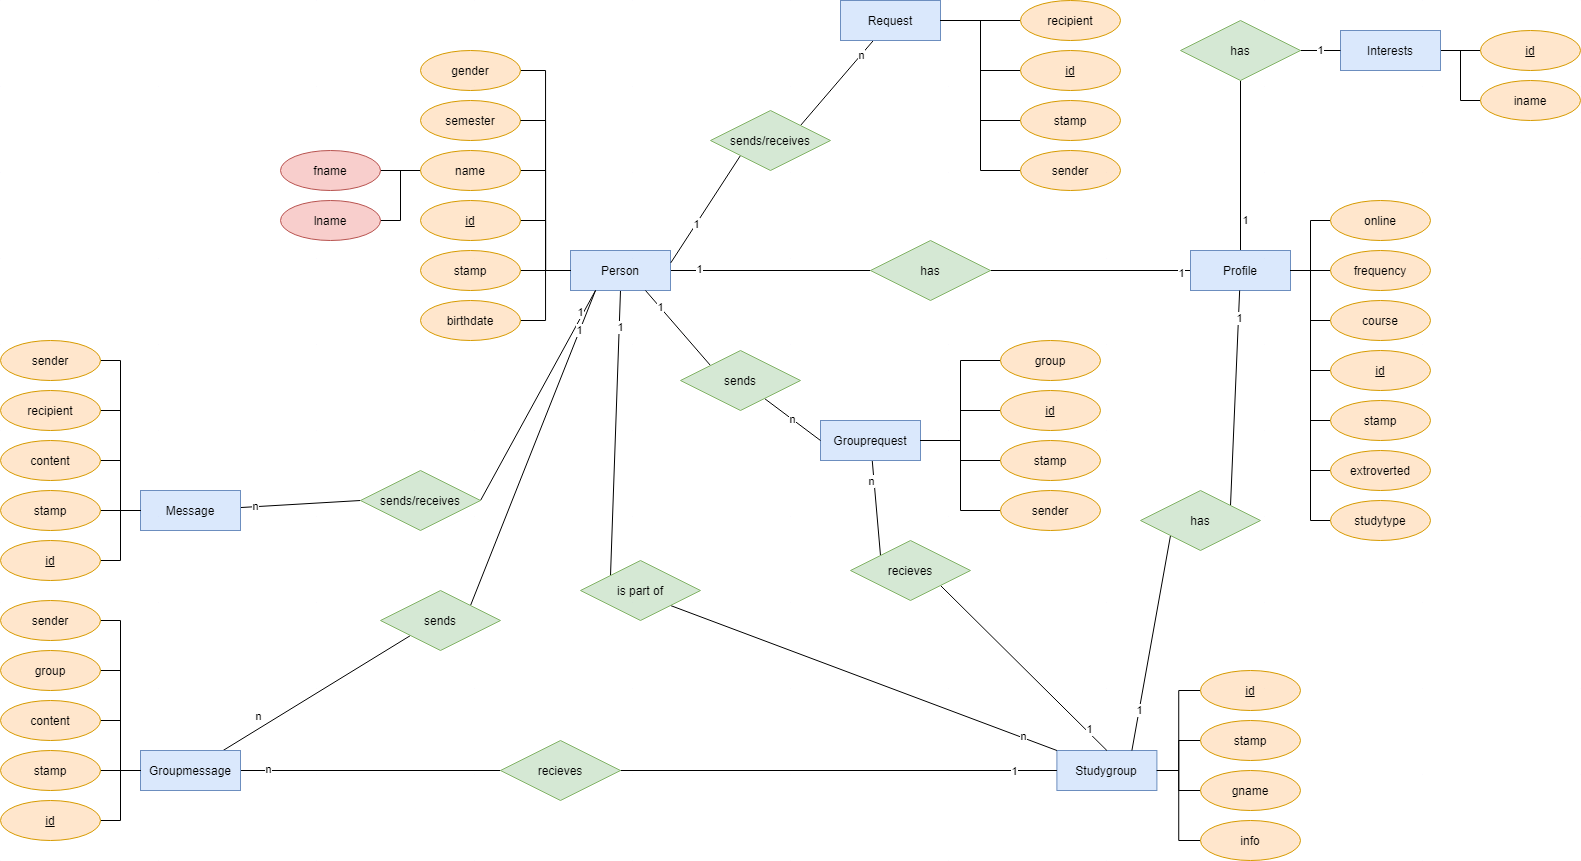 Request
recipient
id
stamp
sender
n
sends/receives
1
has
1
Interests
id
iname
1
gender
semester
name
fname
lname
id
stamp
birthdate
Person
1
has
1
Profile
online
frequency
course
id
stamp
extroverted
studytype
1
1
1
1
1
sends
n
Grouprequest
group
id
stamp
sender
n
recieves
1
has
1
sender
recipient
content
stamp
id
Message
n
sends/receives
sends
n
is part of
n
sender
group
content
stamp
id
Groupmessage
n
recieves
1
Studygroup
id
stamp
gname
info